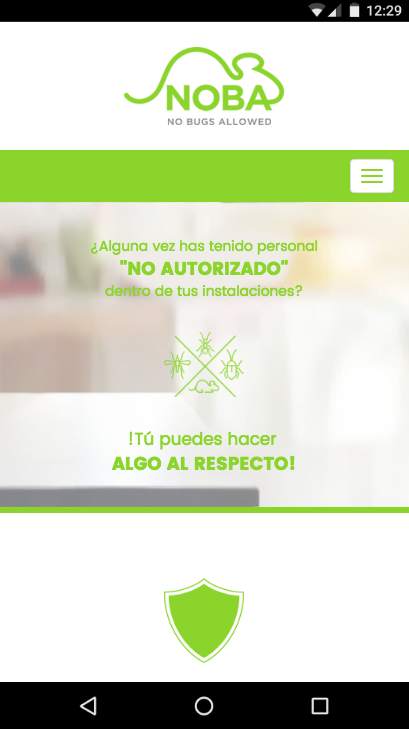 12:29
NOBA
NO BUGS ALLOWED
¿Alguna vez has tenido personal
"NO AUTORIZADO"
dentro de tus instalaciones?
!Tú puedes hacer
ALGO AL RESPECTO!